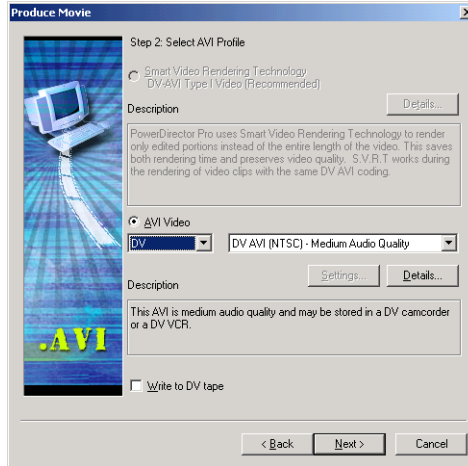 Produce Movie
Step 2: Select AVI Profile
Smart Video Rendering Technology
DV-AVI Type I Video (Recommended)
Description
Details...
PowerDirector Pro uses Smart Video Rendering Technology to render
only edited portions instead of the entire length of the video. This saves
both rendering time and preserves video quality. S.V.R.T works during
the rendering of video clips with the same DV AVI coding.
AVI Video
DV
DV AVI (NTSC) - Medium Audio Quality
Settings...
Details...
Description
This AVI is medium audio quality and may be stored in a DV camcorder
or a DV VCR.
.AVI
Write to DV tape
< Back
Next >
Cancel